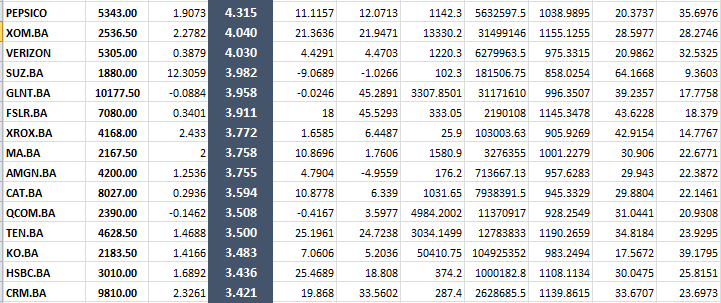 PEPSICO 5343.00 1.9073 4.315 11.1157 12.0713 1142.3 5632597.5 1038.9895 20.3737 35.6976
XOM.BA 2536.50 2.2782 4.040 21.3636 21.9471 13330.2 31499146 1155.1255 28.5977 28.2746
VERIZON 5305.00 0.3879 4.030 4.4291 4.4703 1220.3 6279963.5 975.3315 20.9862 32.5325
SUZ.BA 1880.00 12.3059 3.982 -9.0689 -1.0266 102.3 181506.75 858.0254 64.1668 9.3603
GLNT.BA 10177.50 -0.0884 3.958 -0.0246 45.2891 3307.8501 31171610 996.3507 39.2357 17.7758
FSLR.BA 7080.00 0.3401 3.911 18 45.5293 333.05 2190108 1145.3478 43.6228 18.379
XROX.BA 4168.00 2.433 3.772 1.6585 6.4487 25.9 103003.63 905.9269 42.9151 14.7767
MA.BA 2167.50 2 3.758 10.8696 1.7606 1580.9 3276355 1001.2279 30.906 22.6771
AMGN.BA 4200.00 1.2536 3.755 4.7904 -4.9559 176.2 713667.13 957.6283 29.943 22.3872
CAT.BA 8027.00 0.2936 3.594 10.8778 6.339 1031.65 7938391.5 945.3329 29.8804 22.1461
QCOM.BA 2390.00 -0.1462 3.508 -0.4167 3.5977 4984.2002 11370917 928.2549 31.0441 20.9308
TEN.BA 4628.50 1.4688 3.500 25.1961 24.7238 3034.1499 12783833 1190.2659 34.8184 23.9295
KO.BA 2183.50 1.4166 3.483 7.0606 5.2036 50410.75 104925352 983.2494 17.5672 39.1795
HSBC.BA 3010.00 1.6892 3.436 25.4689 18.808 374.2 1000182.8 1108.1134 30.0475 25.8151
CRM.BA 9810.00 2.3261 3.421 19.868 33.5602 287.4 2628685.5 1139.8615 33.6707 23.6973